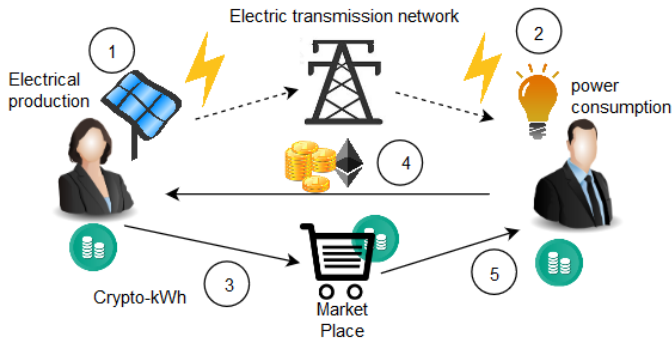 Electric transmission network
1
2
Electrical
production
power
consumption
4
3
5
Crypto-kWh
Market
Place